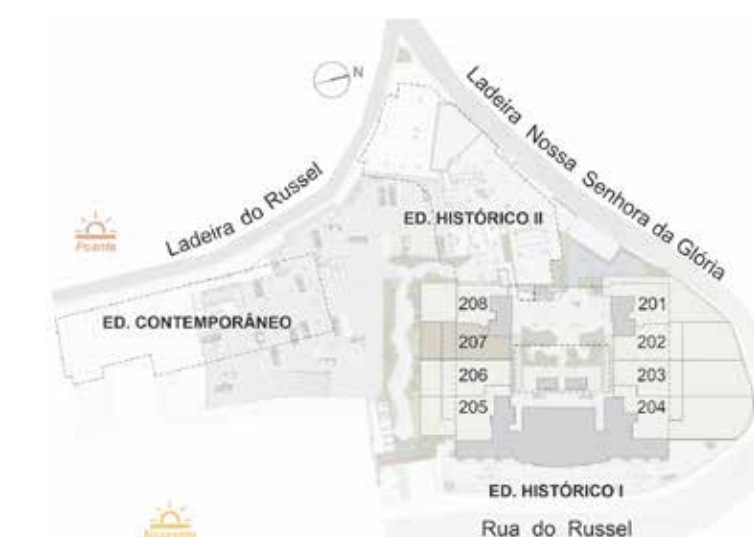 N
Ladeira Nossa Senhora da Glória
Ladeira do Russel
Poente
ED. HISTÓRICO II
ED. CONTEMPORÂNEO
208 201
207 202
206 203
205 204
ED. HISTÓRICO I
Rua do Russel